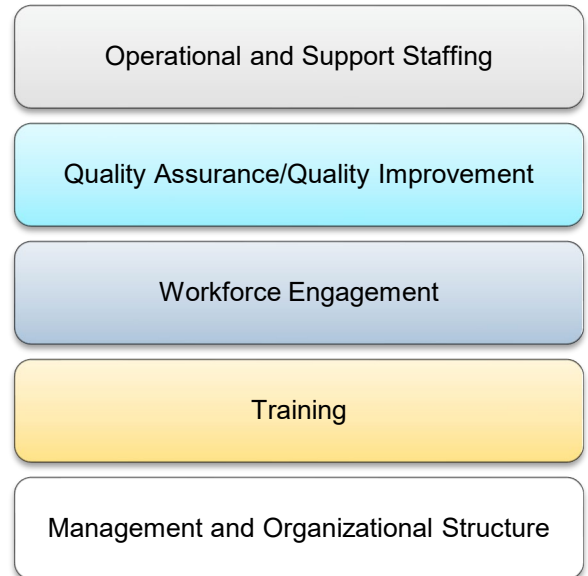 Operational and Support Staffing
Quality Assurance/Quality Improvement
Workforce Engagement
Training
Management and Organizational Structure